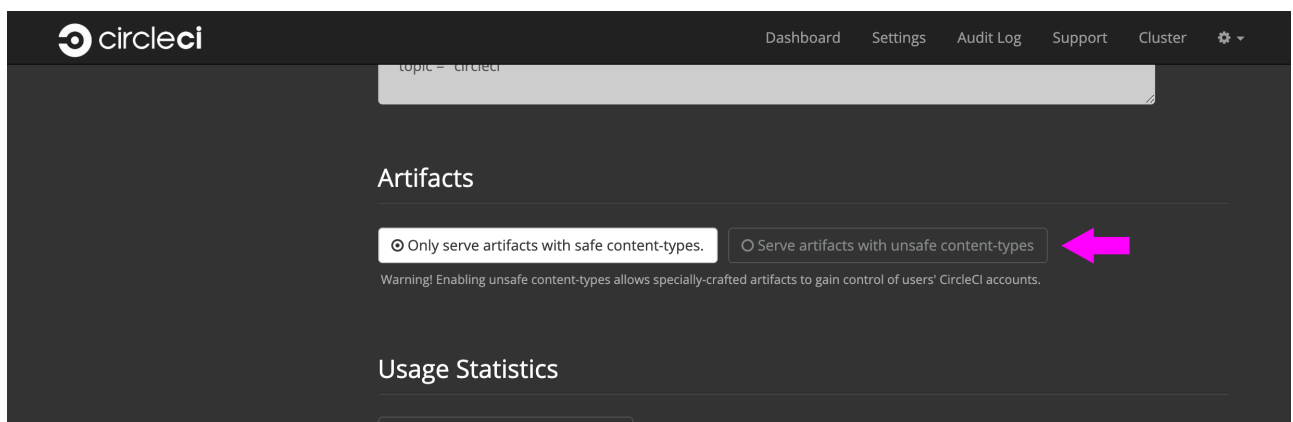 circleci
Dashboard Settings Audit Log Support Cluster
topic = "circleci"
Artifacts
Only serve artifacts with safe content-types. Serve artifacts with unsafe content-types
Warning! Enabling unsafe content-types allows specially-crafted artifacts to gain control of users' CircleCI accounts.
Usage Statistics